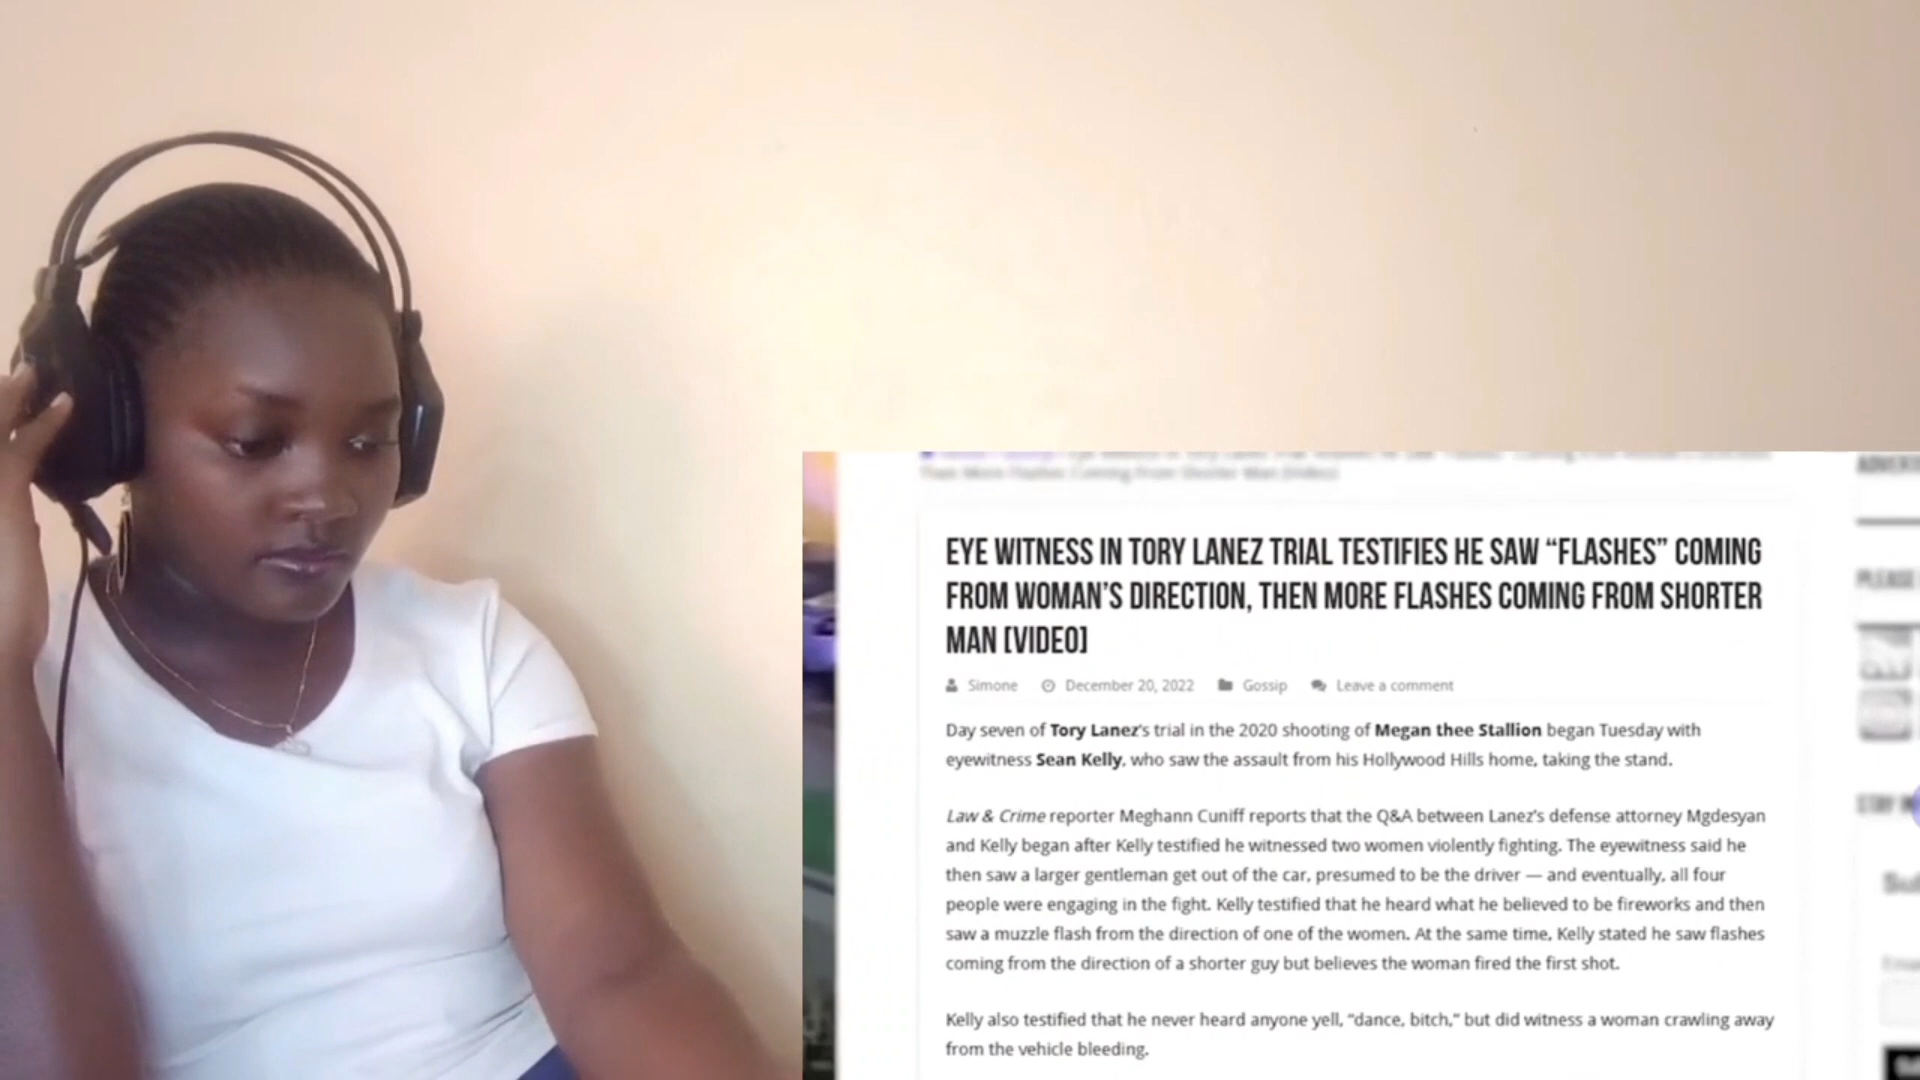 Than More Flashes Coming From Shorter Man [Video]
EYE WITNESS IN TORY LANEZ TRIAL TESTIFIES HE SAW “FLASHES” COMING
FROM WOMAN’S DIRECTION, THEN MORE FLASHES COMING FROM SHORTER
MAN [VIDEO]
Simone December 20, 2022 Gossip Leave a comment
Day seven of Tory Lanez’s trial in the 2020 shooting of Megan thee Stallion began Tuesday with
eyewitness Sean Kelly, who saw the assault from his Hollywood Hills home, taking the stand.
Law & Crime reporter Meghann Cuniff reports that the Q&A between Lanez’s defense attorney Mgdesyan
and Kelly began after Kelly testified he witnessed two women violently fighting. The eyewitness said he
then saw a larger gentleman get out of the car, presumed to be the driver — and eventually, all four
people were engaging in the fight. Kelly testified that he heard what he believed to be fireworks and then
saw a muzzle flash from the direction of one of the women. At the same time, Kelly stated he saw flashes
coming from the direction of a shorter guy but believes the woman fired the first shot.
Kelly also testified that he never heard anyone yell, “dance, bitch,” but did witness a woman crawling away
from the vehicle bleeding.